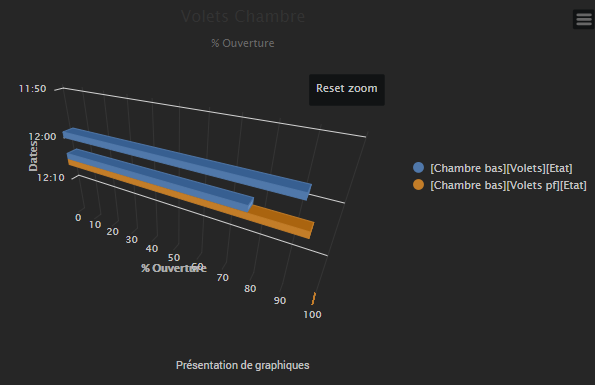 Volets Chambre
% Ouverture
Reset zoom
11:50
12:00
12:10
Dates
0
10
20
30
40
50
60
70
80
90
100
% Ouverture
[Chambre bas][Volets][Etat]
[Chambre bas][Volets pf][Etat]
Présentation de graphiques